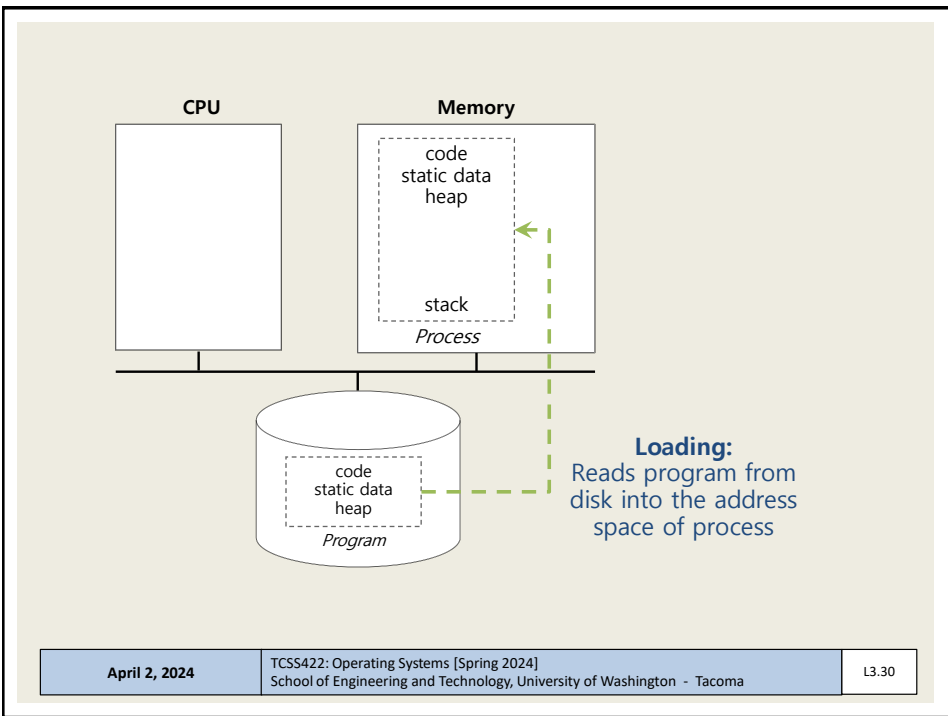 CPU
Memory
code
static data
heap
stack
Process
code
static data
heap
Program
Loading:
Reads program from
disk into the address
space of process
April 2, 2024
TCSS422: Operating Systems [Spring 2024]
School of Engineering and Technology, University of Washington - Tacoma
L3.30